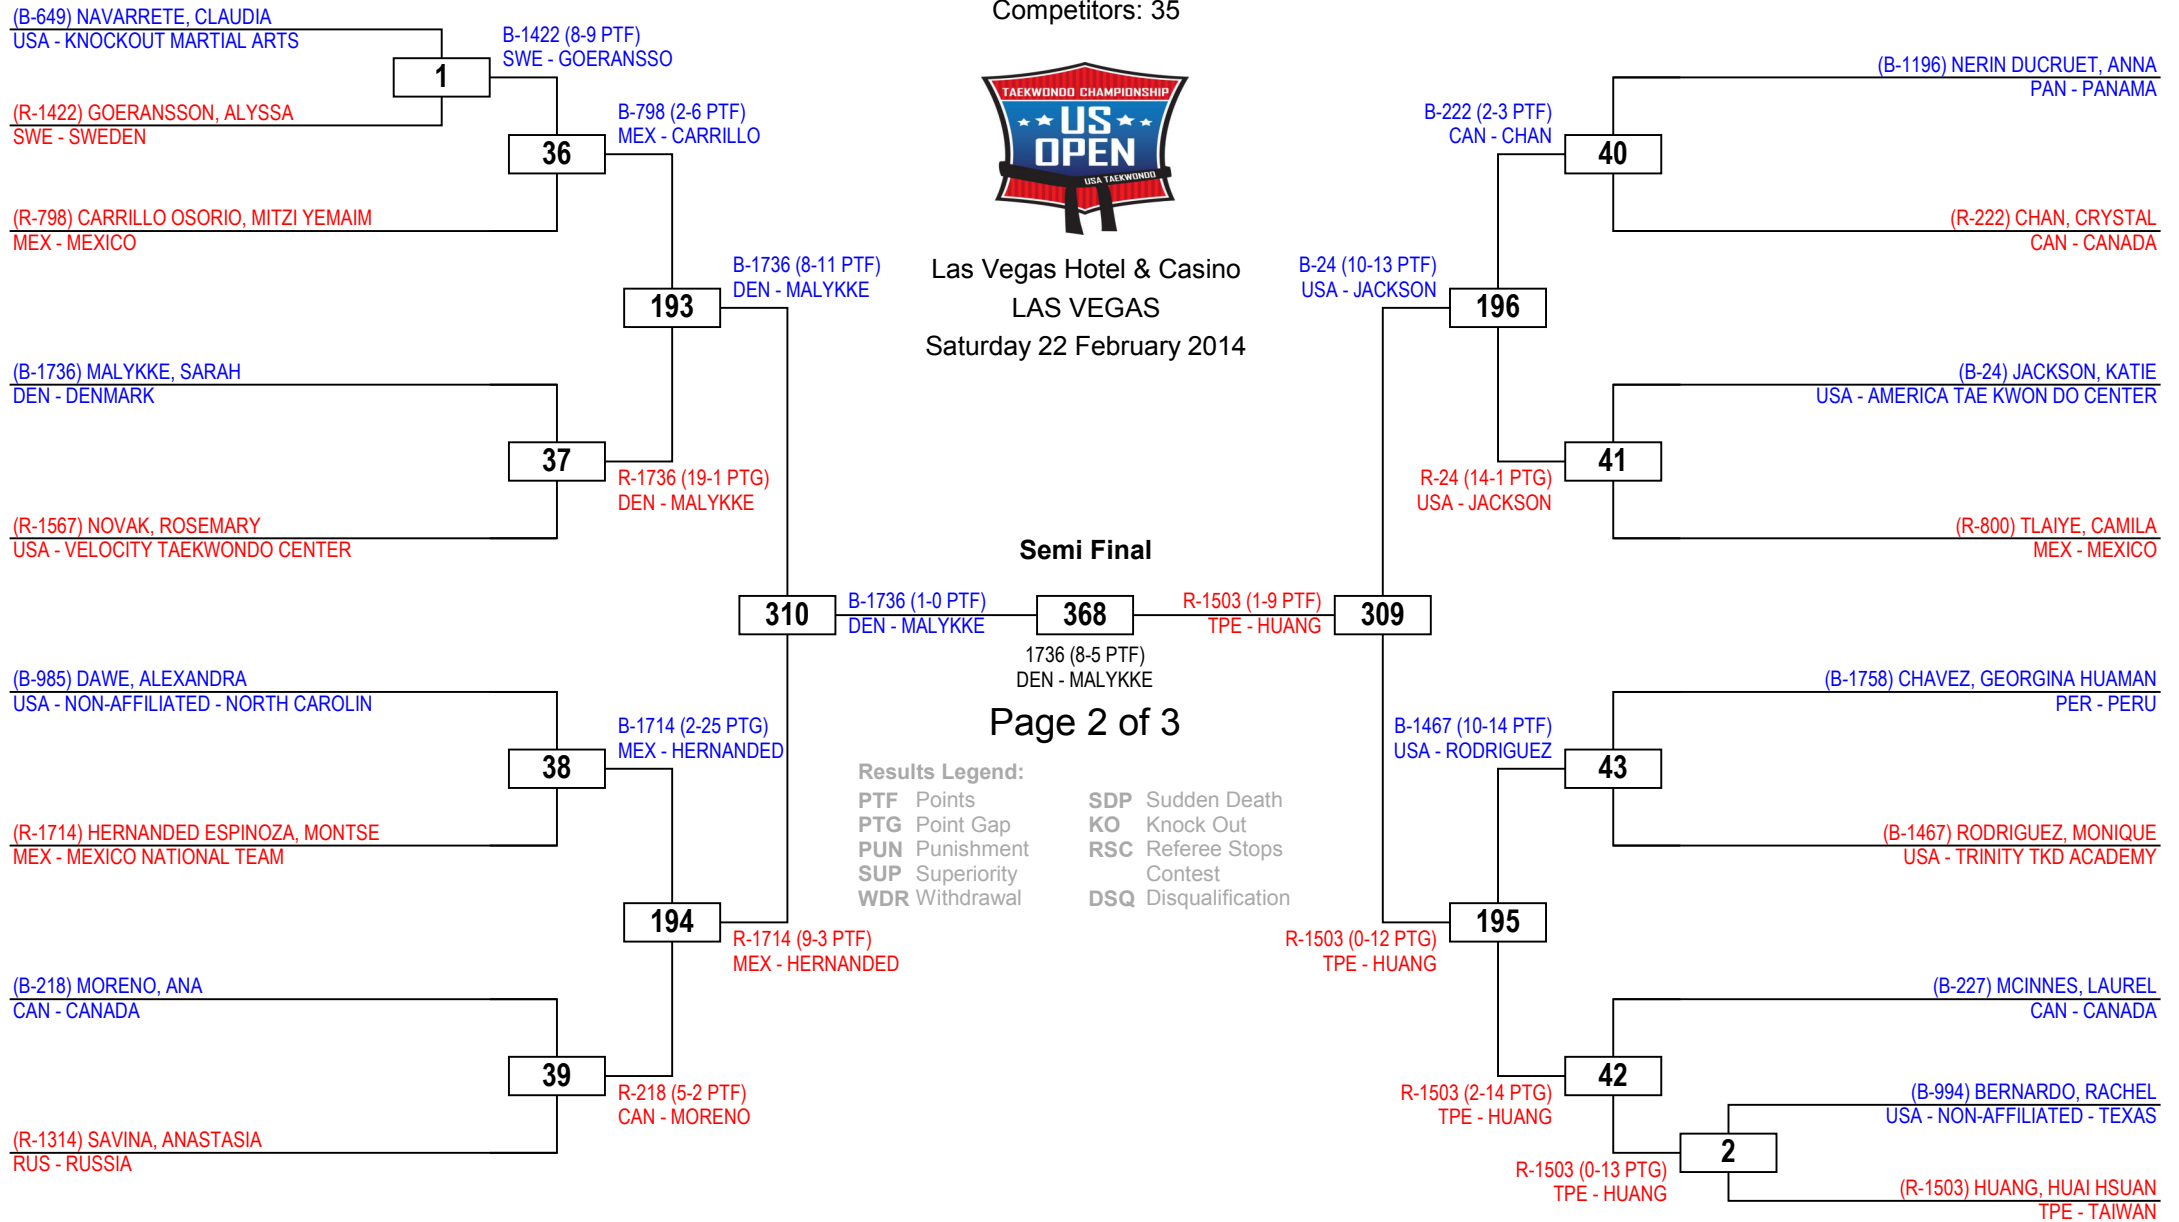 Competitors: 35
TAEKWONDO CHAMPIONSHIP
US
OPEN
USA TAEKWONDO
Las Vegas Hotel & Casino
LAS VEGAS
Saturday 22 February 2014
(B-649) NAVARRETE, CLAUDIA
USA - KNOCKOUT MARTIAL ARTS
1
(R-1422) GOERANSSON, ALYSSA
SWE - SWEDEN
B-1422 (8-9 PTF)
SWE - GOERANSSO
36
(R-798) CARRILLO OSORIO, MITZI YEMAIM
MEX - MEXICO
B-798 (2-6 PTF)
MEX - CARRILLO
193
B-1736 (8-11 PTF)
DEN - MALYKKE
(B-1736) MALYKKE, SARAH
DEN - DENMARK
37
R-1736 (19-1 PTG)
DEN - MALYKKE
(R-1567) NOVAK, ROSEMARY
USA - VELOCITY TAEKWONDO CENTER
310
B-1736 (1-0 PTF)
DEN - MALYKKE
(B-985) DAWE, ALEXANDRA
USA - NON-AFFILIATED - NORTH CAROLIN
38
B-1714 (2-25 PTG)
MEX - HERNANDED
(R-1714) HERNANDED ESPINOZA, MONTSE
MEX - MEXICO NATIONAL TEAM
194
R-1714 (9-3 PTF)
MEX - HERNANDED
(B-218) MORENO, ANA
CAN - CANADA
39
R-218 (5-2 PTF)
CAN - MORENO
(R-1314) SAVINA, ANASTASIA
RUS - RUSSIA
Semi Final
368
1736 (8-5 PTF)
DEN - MALYKKE
Page 2 of 3
Results Legend:
PTF Points
PTG Point Gap
PUN Punishment
SUP Superiority
WDR Withdrawal
SDP Sudden Death
KO Knock Out
RSC Referee Stops
Contest
DSQ Disqualification
(B-1196) NERIN DUCRUET, ANNA
PAN - PANAMA
B-222 (2-3 PTF)
CAN - CHAN
40
(R-222) CHAN, CRYSTAL
CAN - CANADA
B-24 (10-13 PTF)
USA - JACKSON
196
(B-24) JACKSON, KATIE
USA - AMERICA TAE KWON DO CENTER
41
R-24 (14-1 PTG)
USA - JACKSON
(R-800) TLAIYE, CAMILA
MEX - MEXICO
R-1503 (1-9 PTF)
TPE - HUANG
309
(B-1758) CHAVEZ, GEORGINA HUAMAN
PER - PERU
B-1467 (10-14 PTF)
USA - RODRIGUEZ
43
(B-1467) RODRIGUEZ, MONIQUE
USA - TRINITY TKD ACADEMY
195
R-1503 (0-12 PTG)
TPE - HUANG
(B-227) MCINNES, LAUREL
CAN - CANADA
42
R-1503 (2-14 PTG)
TPE - HUANG
(B-994) BERNARDO, RACHEL
USA - NON-AFFILIATED - TEXAS
2
R-1503 (0-13 PTG)
TPE - HUANG
(R-1503) HUANG, HUAI HSUAN
TPE - TAIWAN